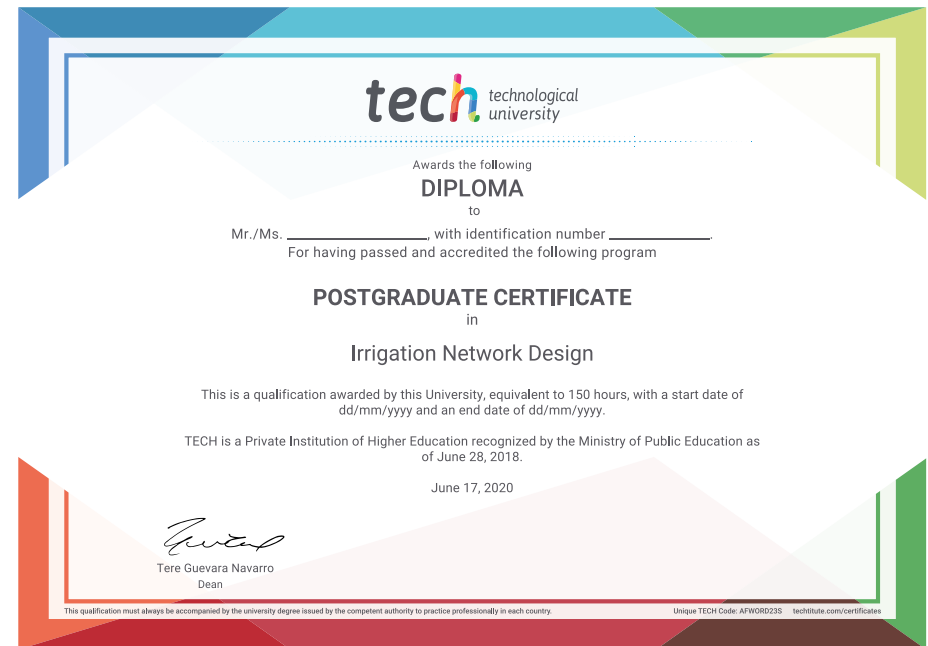 tech technological
university
Awards the following
DIPLOMA
to
Mr./Ms. ____________________, with identification number ______________.
For having passed and accredited the following program
POSTGRADUATE CERTIFICATE
in
Irrigation Network Design
This is a qualification awarded by this University, equivalent to 150 hours, with a start date of
dd/mm/yyyy and an end date of dd/mm/yyyy.
TECH is a Private Institution of Higher Education recognized by the Ministry of Public Education as
of June 28, 2018.
June 17, 2020
Tere Guevara Navarro
Dean
This qualification must always be accompanied by the university degree issued by the competent authority to practice professionally in each country.
Unique TECH Code: AFWORD23S techtitute.com/certificates